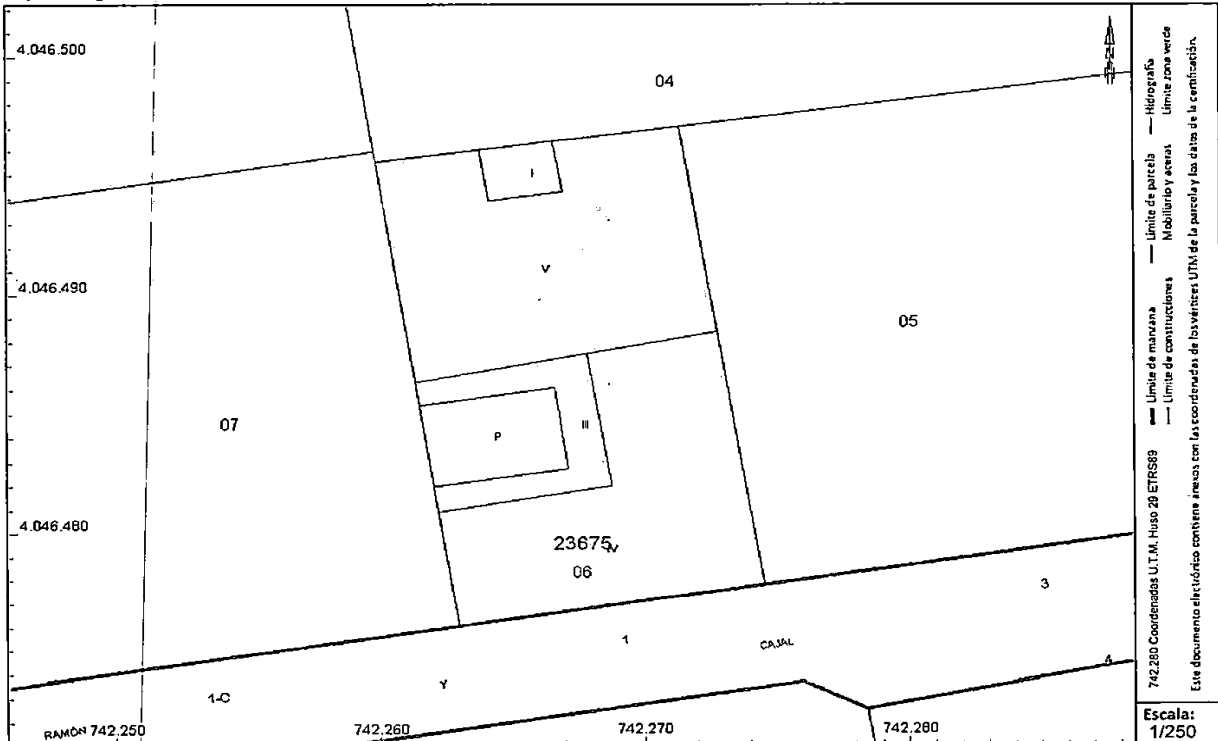 4.046.500
04
I
V
4.046.490
05
07
P
III
4.046.480
23675
IV
06
3
1
CAJAL
4
1-C
Y
RAMÓN
742.250
742.260
742.270
742.280
742.280 Coordenadas U.T.M. Huso 29 ETRS89
Límite de manzana
Límite de parcela
Hidrografía
Límite de construcciones
Mobiliario y aceras
Límite zona verde
Este documento electrónico contiene anexos con las coordenadas de los vértices UTM de la parcela y los datos de la certificación.
Escala:
1/250